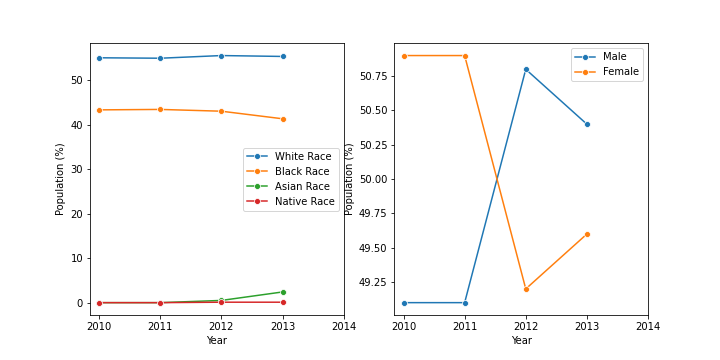 50
40
30
20
10
0
Population (%)
2010 2011 2012 2013 2014
Year
White Race
Black Race
Asian Race
Native Race
50.75
50.50
50.25
50.00
49.75
49.50
49.25
Population (%)
2010 2011 2012 2013 2014
Year
Male
Female